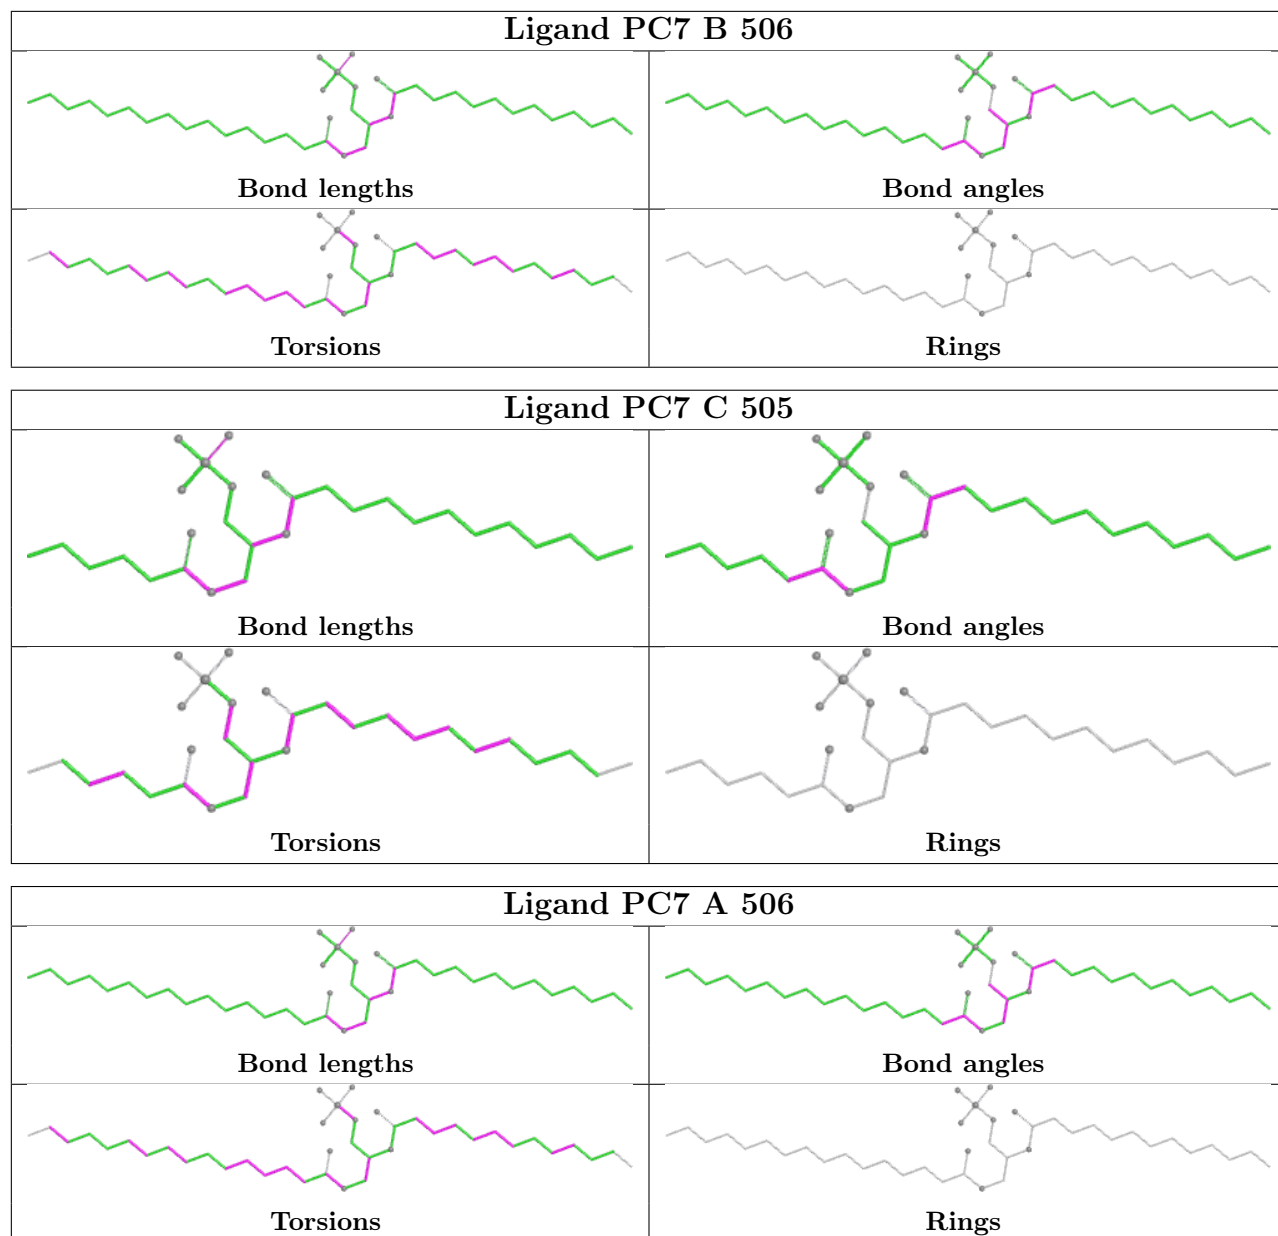 Ligand PC7 B 506
Bond lengths
Bond angles
Torsions
Rings
Ligand PC7 C 505
Bond lengths
Bond angles
Torsions
Rings
Ligand PC7 A 506
Bond lengths
Bond angles
Torsions
Rings